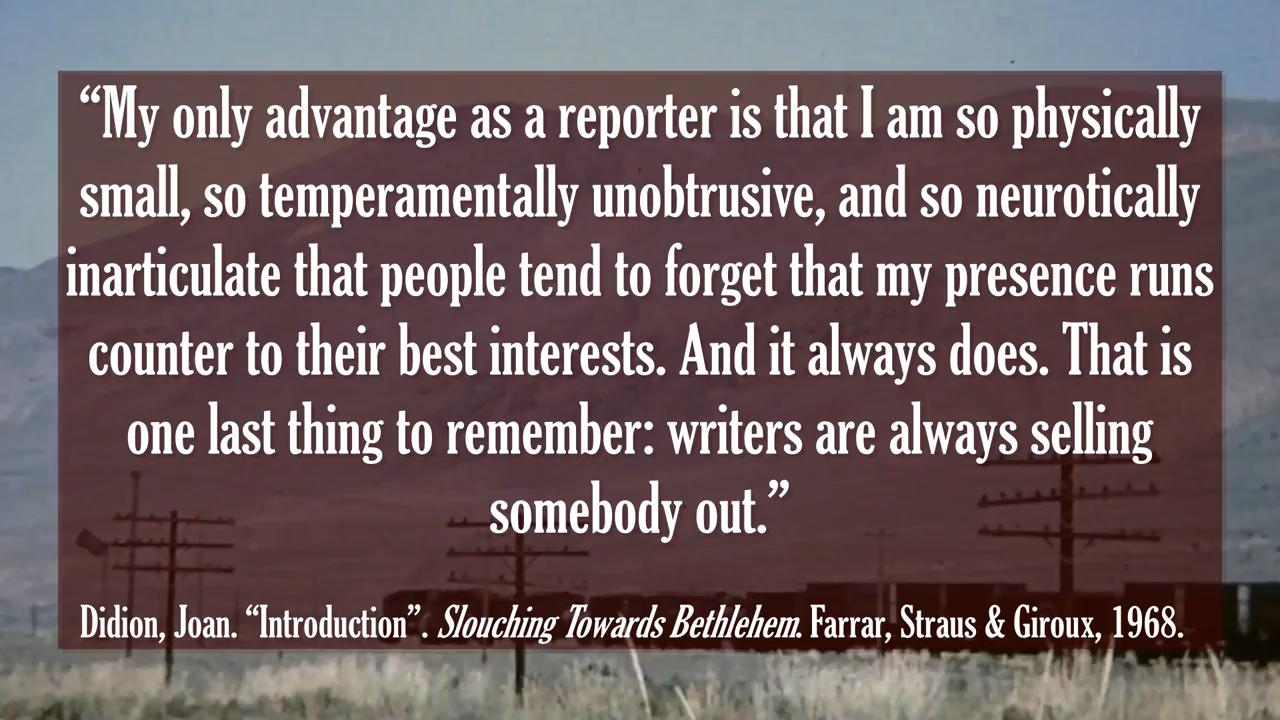 “My only advantage as a reporter is that I am so physically
small, so temperamentally unobtrusive, and so neurotically
inarticulate that people tend to forget that my presence runs
counter to their best interests. And it always does. That is
one last thing to remember: writers are always selling
somebody out.”
Didion, Joan. “Introduction”. Slouching Towards Bethlehem. Farrar, Straus & Giroux, 1968.